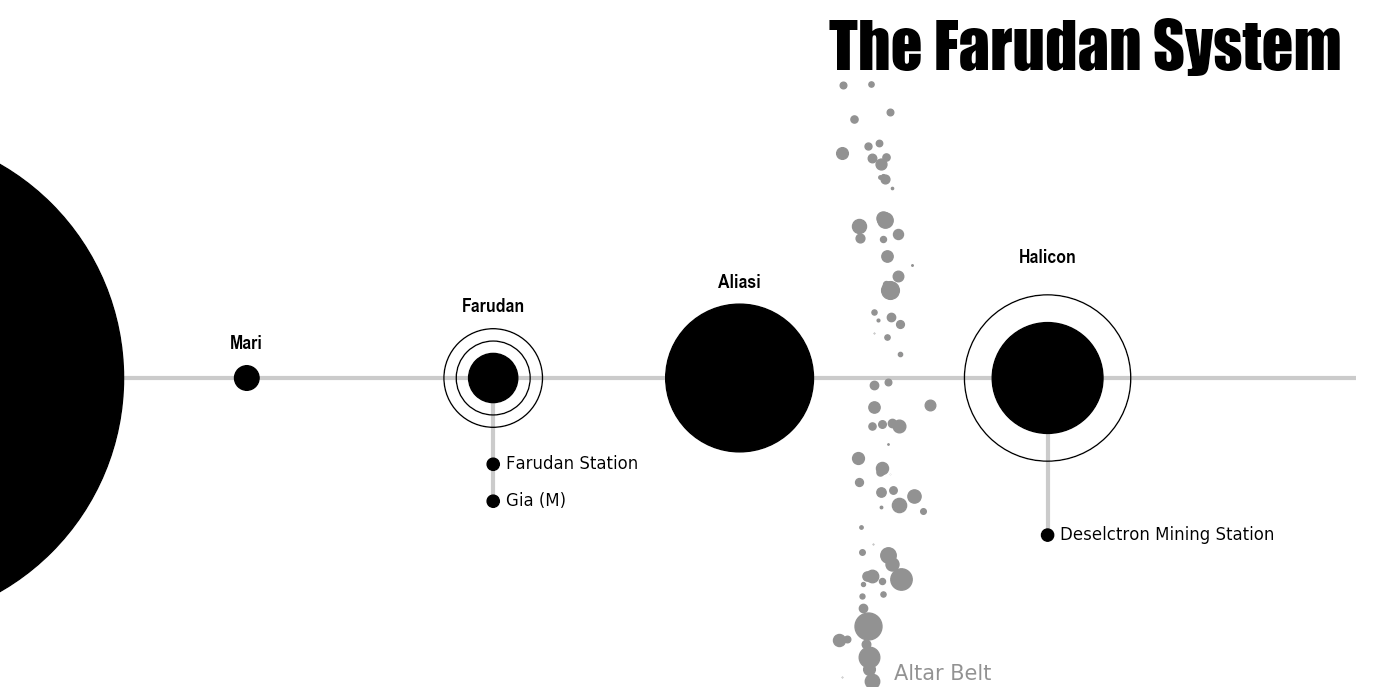 The Farudan System
Halicon
Aliasi
Farudan
Mari
Farudan Station
Gia (M)
Deselctron Mining Station
Altar Belt